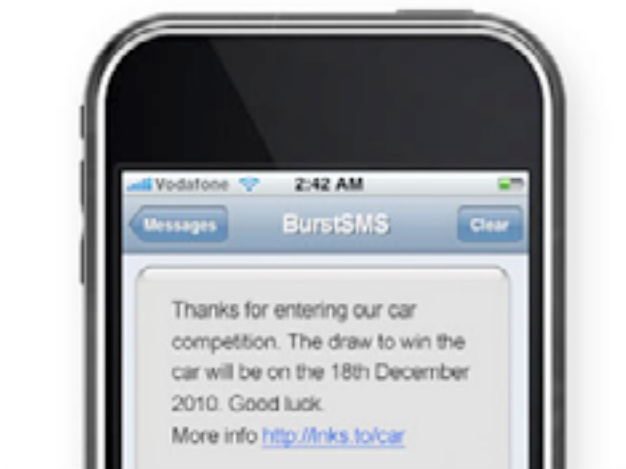 Vodafone 2:42 AM
Messages BurstSMS Clear
Thanks for entering our car
competition. The draw to win the
car will be on the 18th December
2010. Good luck.
More info http://lnks.to/car